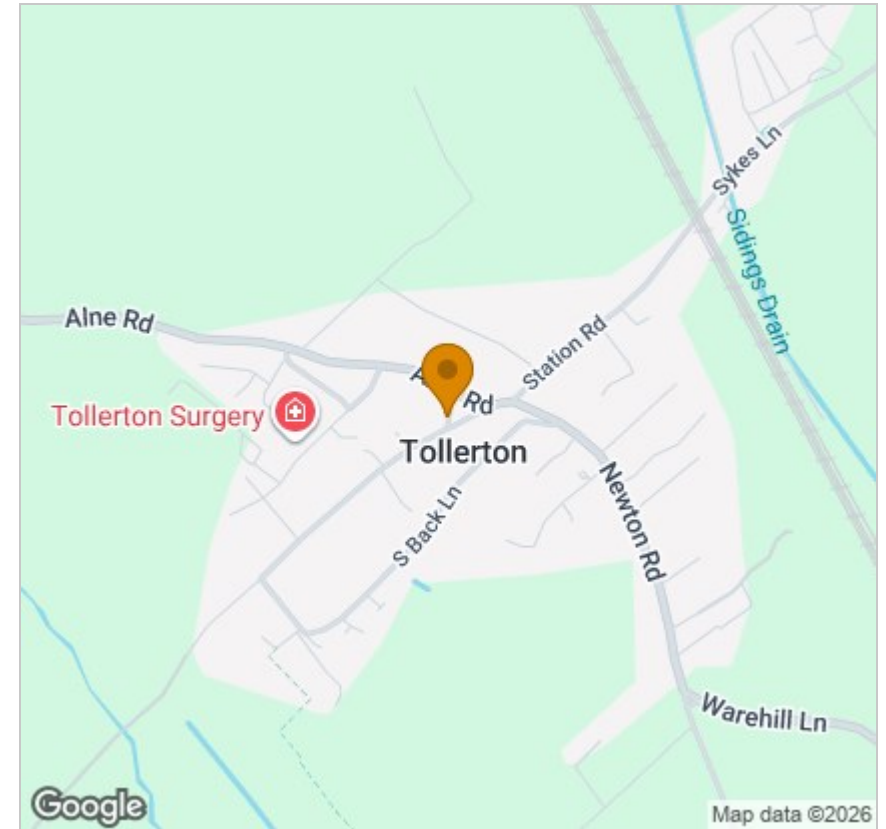 Sykes Ln
Sidings Drain
Alne Rd
Station Rd
Rd
Tollerton Surgery
Tollerton
Newton Rd
S Back Ln
Warehill Ln
Google
Map data ©2026